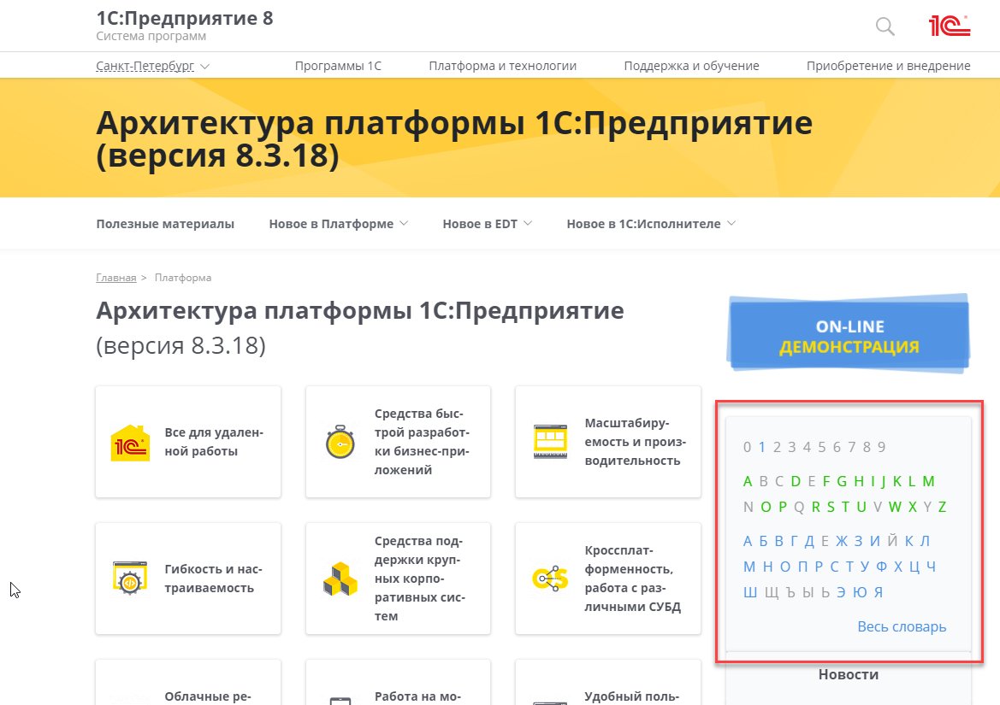 1С:Предприятие 8
Система программ
1С
Санкт-Петербург
Программы 1С
Платформа и технологии
Поддержка и обучение
Приобретение и внедрение
Архитектура платформы 1С:Предприятие
(версия 8.3.18)
Полезные материалы
Новое в Платформе
Новое в EDT
Новое в 1С:Исполнителе
Главная > Платформа
Архитектура платформы 1С:Предприятие
(версия 8.3.18)
1С
Все для удален-
ной работы
Средства быс-
трой разработ-
ки бизнес-при-
ложений
Масштабиру-
емость и произ-
водительность
Гибкость и нас-
траиваемость
Средства под-
держки круп-
ных корпо-
ративных сис-
тем
Кроссплат-
форменность,
работа с раз-
личными СУБД
Облачные ре-
Работа на мо-
Удобный поль-
ON-LINE
ДЕМОНСТРАЦИЯ
0 1 2 3 4 5 6 7 8 9
A B C D E F G H I J K L M
N O P Q R S T U V W X Y Z
А Б В Г Д Е Ж З И Й К Л
М Н О П Р С Т У Ф Х Ц Ч
Ш Щ Ъ Ы Ь Э Ю Я
Весь словарь
Новости